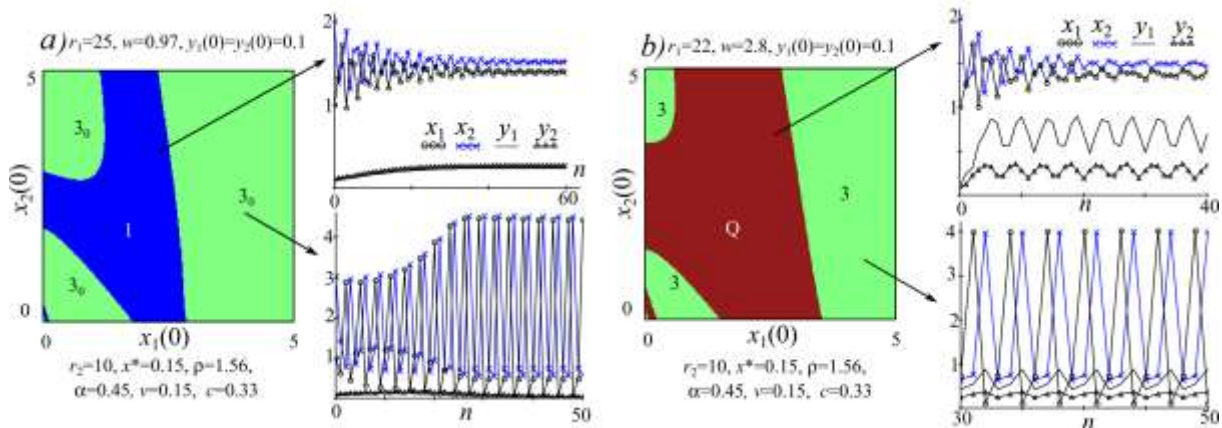 a) r₁=25, w=0.97, y₁(0)=y₂(0)=0.1
5
3₀
3₀
1
3₀
x₂(0)
0
0
x₁(0)
5
r₂=10, x*=0.15, ρ=1.56,
α=0.45, ν=0.15, c=0.33
2
1
x₁ x₂ y₁ y₂
n
0
60
4
3
2
1
0
n
50
b) r₁=22, w=2.8, y₁(0)=y₂(0)=0.1
5
3
3
Q
3
x₂(0)
0
0
x₁(0)
5
r₂=10, x*=0.15, ρ=1.56,
α=0.45, ν=0.15, c=0.33
2
x₁ x₂ y₁ y₂
1
0
n
40
4
2
1
30
n
50